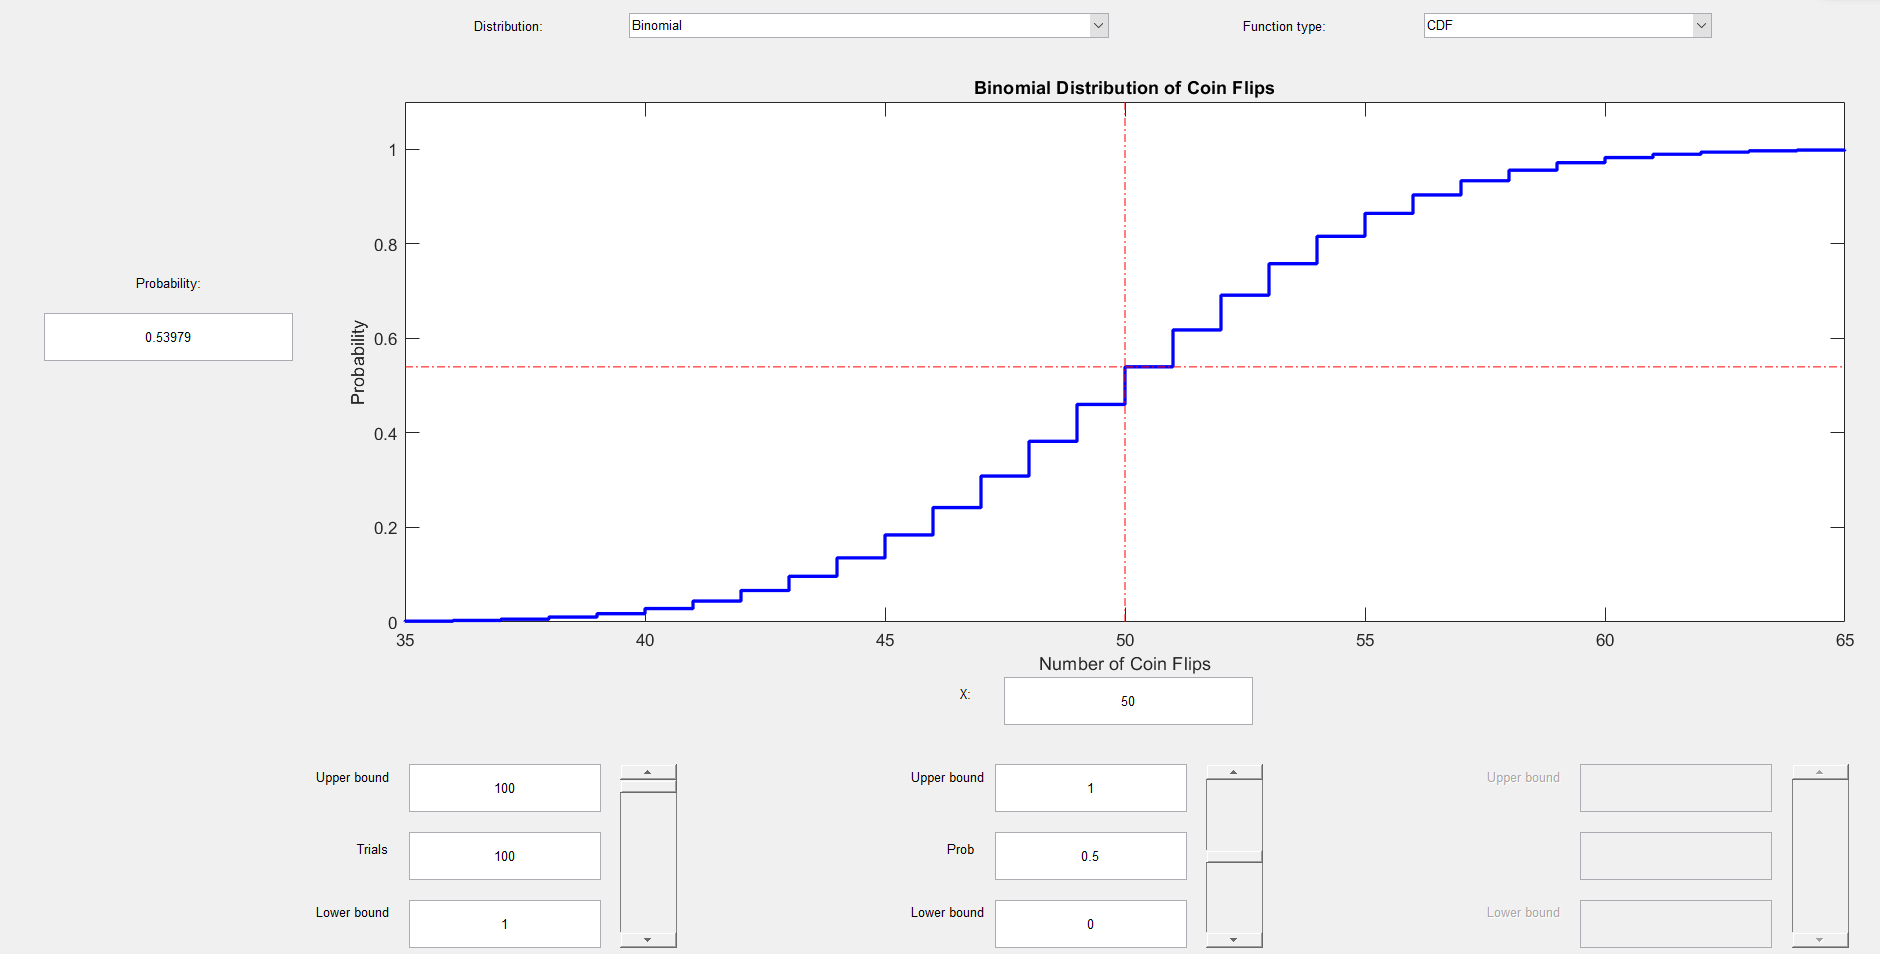 Distribution: Binomial Function type: CDF
Binomial Distribution of Coin Flips
1
0.8
Probability:
0.53979
0.6
Probability
0.4
0.2
0
35 40 45 50 55 60 65
Number of Coin Flips
X: 50
Upper bound 100 Upper bound 1 Upper bound
Trials 100 Prob 0.5
Lower bound 1 Lower bound 0 Lower bound